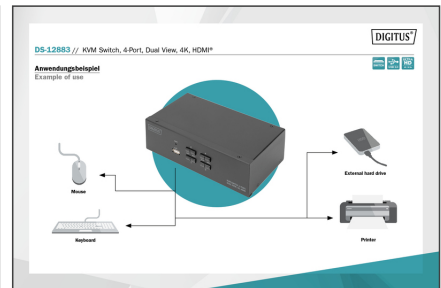 DIGITUS®
DS-12883 // KVM Switch, 4-Port, Dual View, 4K, HDMI®
Anwendungsbeispiel
Example of use
Mouse
Keyboard
External hard drive
Printer